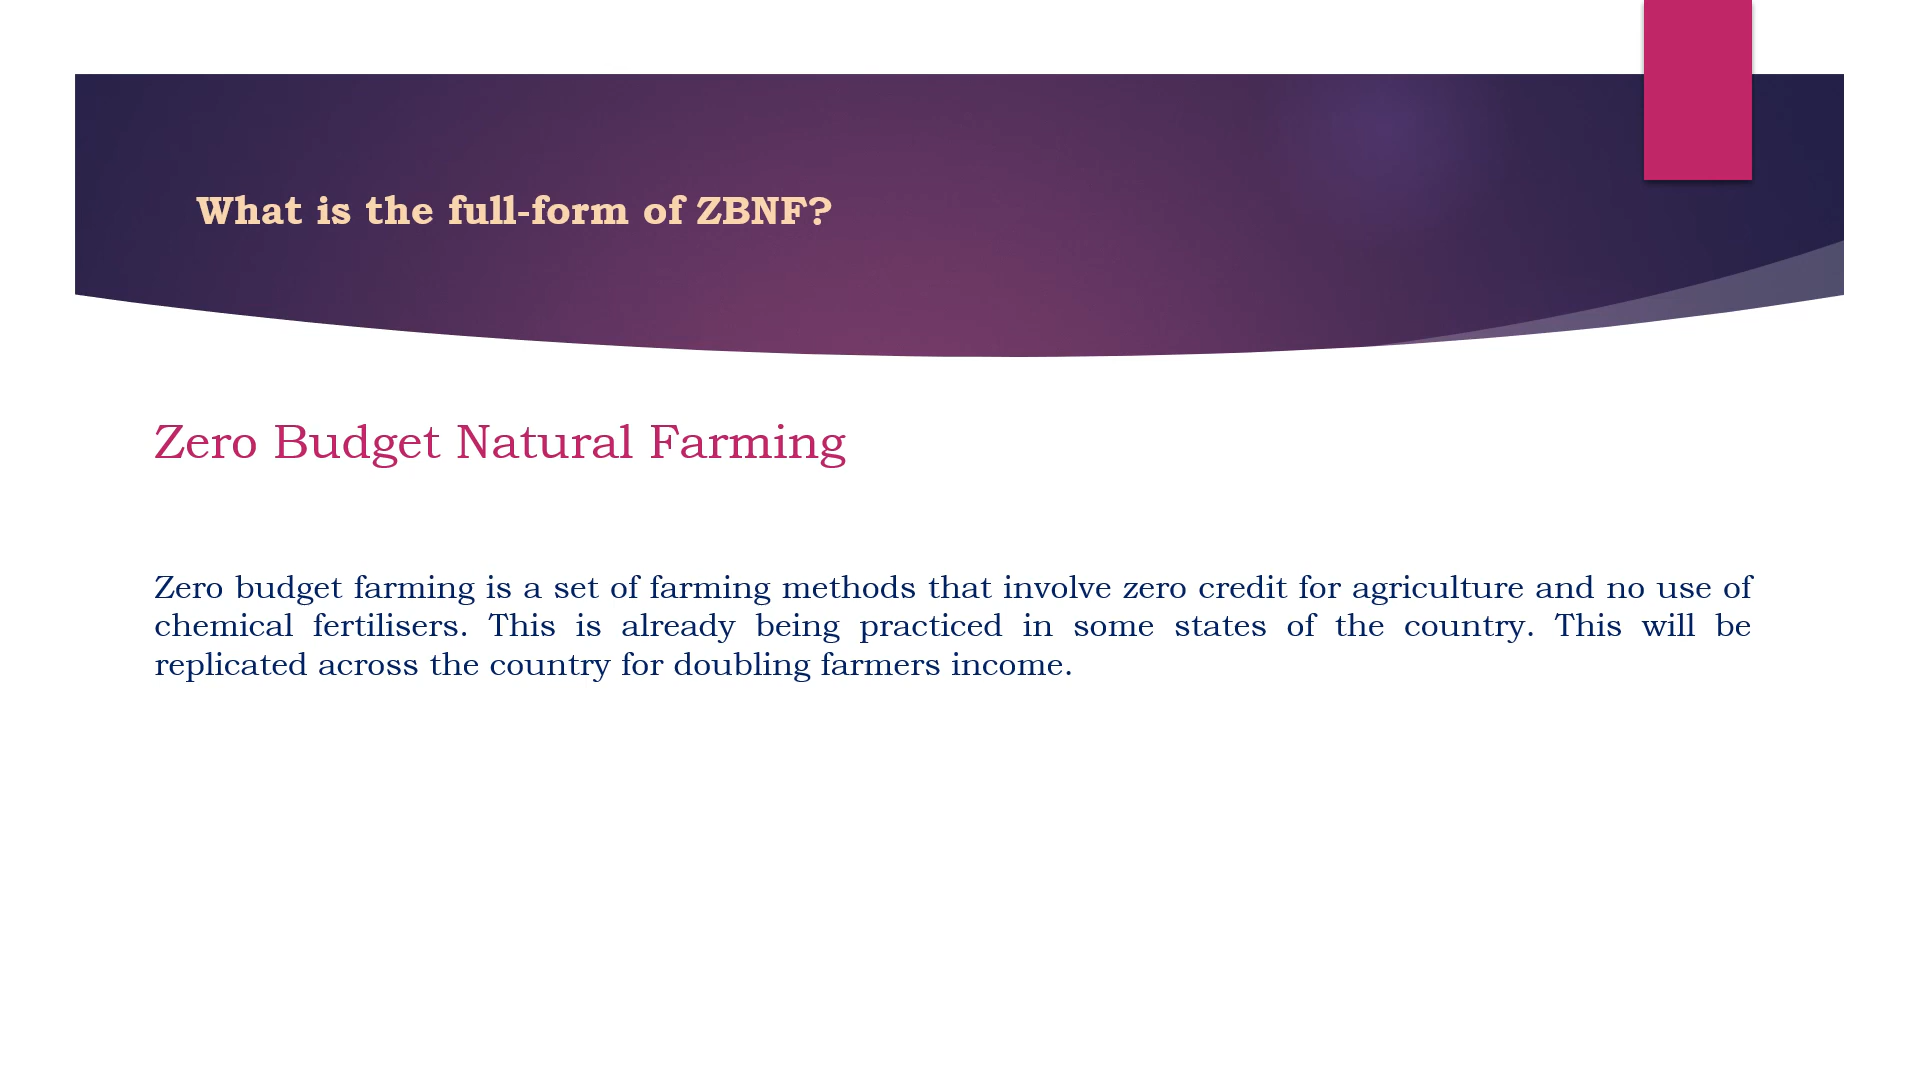 What is the full-form of ZBNF?
Zero Budget Natural Farming
Zero budget farming is a set of farming methods that involve zero credit for agriculture and no use of
chemical fertilisers. This is already being practiced in some states of the country. This will be
replicated across the country for doubling farmers income.